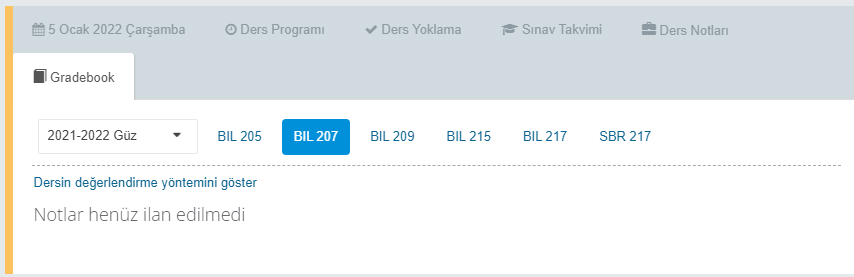 5 Ocak 2022 Çarşamba Ders Programı Ders Yoklama Sınav Takvimi Ders Notları
Gradebook
2021-2022 Güz BIL 205 BIL 207 BIL 209 BIL 215 BIL 217 SBR 217
Dersin değerlendirme yöntemini göster
Notlar henüz ilan edilmedi